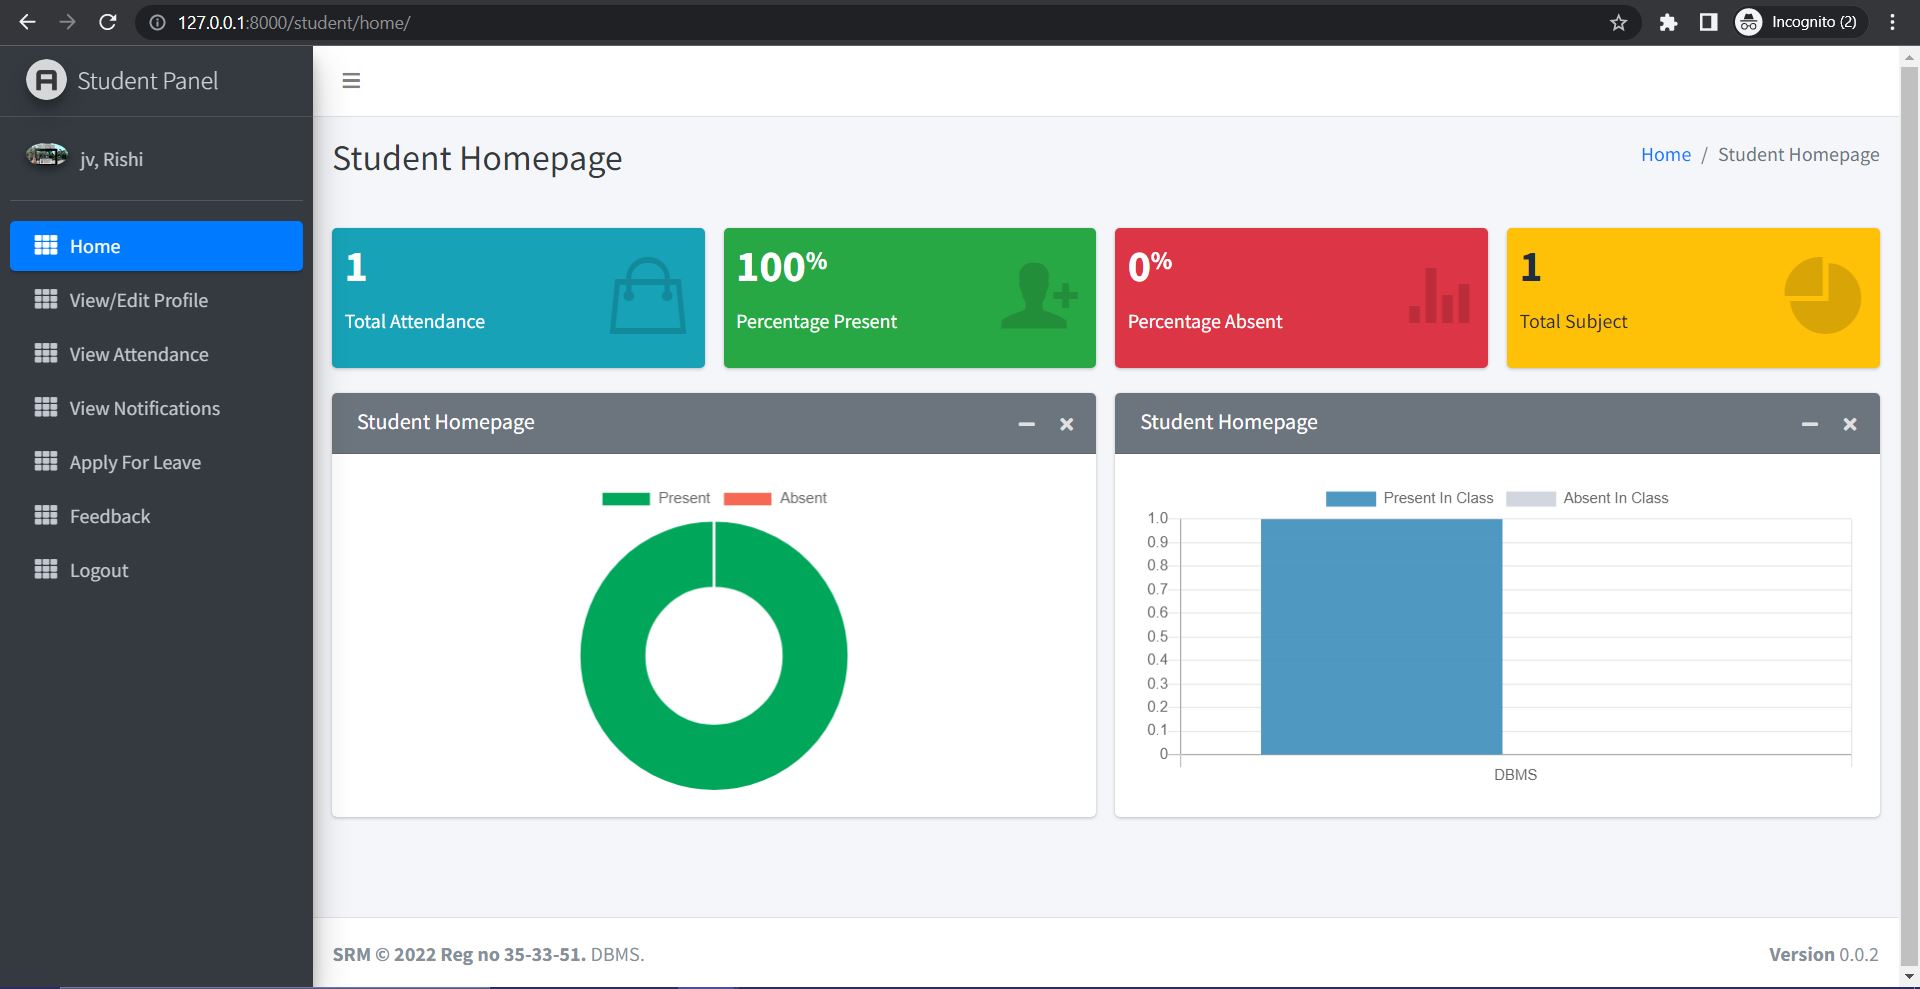 127.0.0.1:8000/student/home/
Incognito (2)
Student Panel
jv, Rishi
Home
View/Edit Profile
View Attendance
View Notifications
Apply For Leave
Feedback
Logout
Student Homepage
Home / Student Homepage
1
Total Attendance
100%
Percentage Present
0%
Percentage Absent
1
Total Subject
Student Homepage
Present Absent
Student Homepage
Present In Class Absent In Class
1.0
0.9
0.8
0.7
0.6
0.5
0.4
0.3
0.2
0.1
0
DBMS
SRM © 2022 Reg no 35-33-51. DBMS.
Version 0.0.2